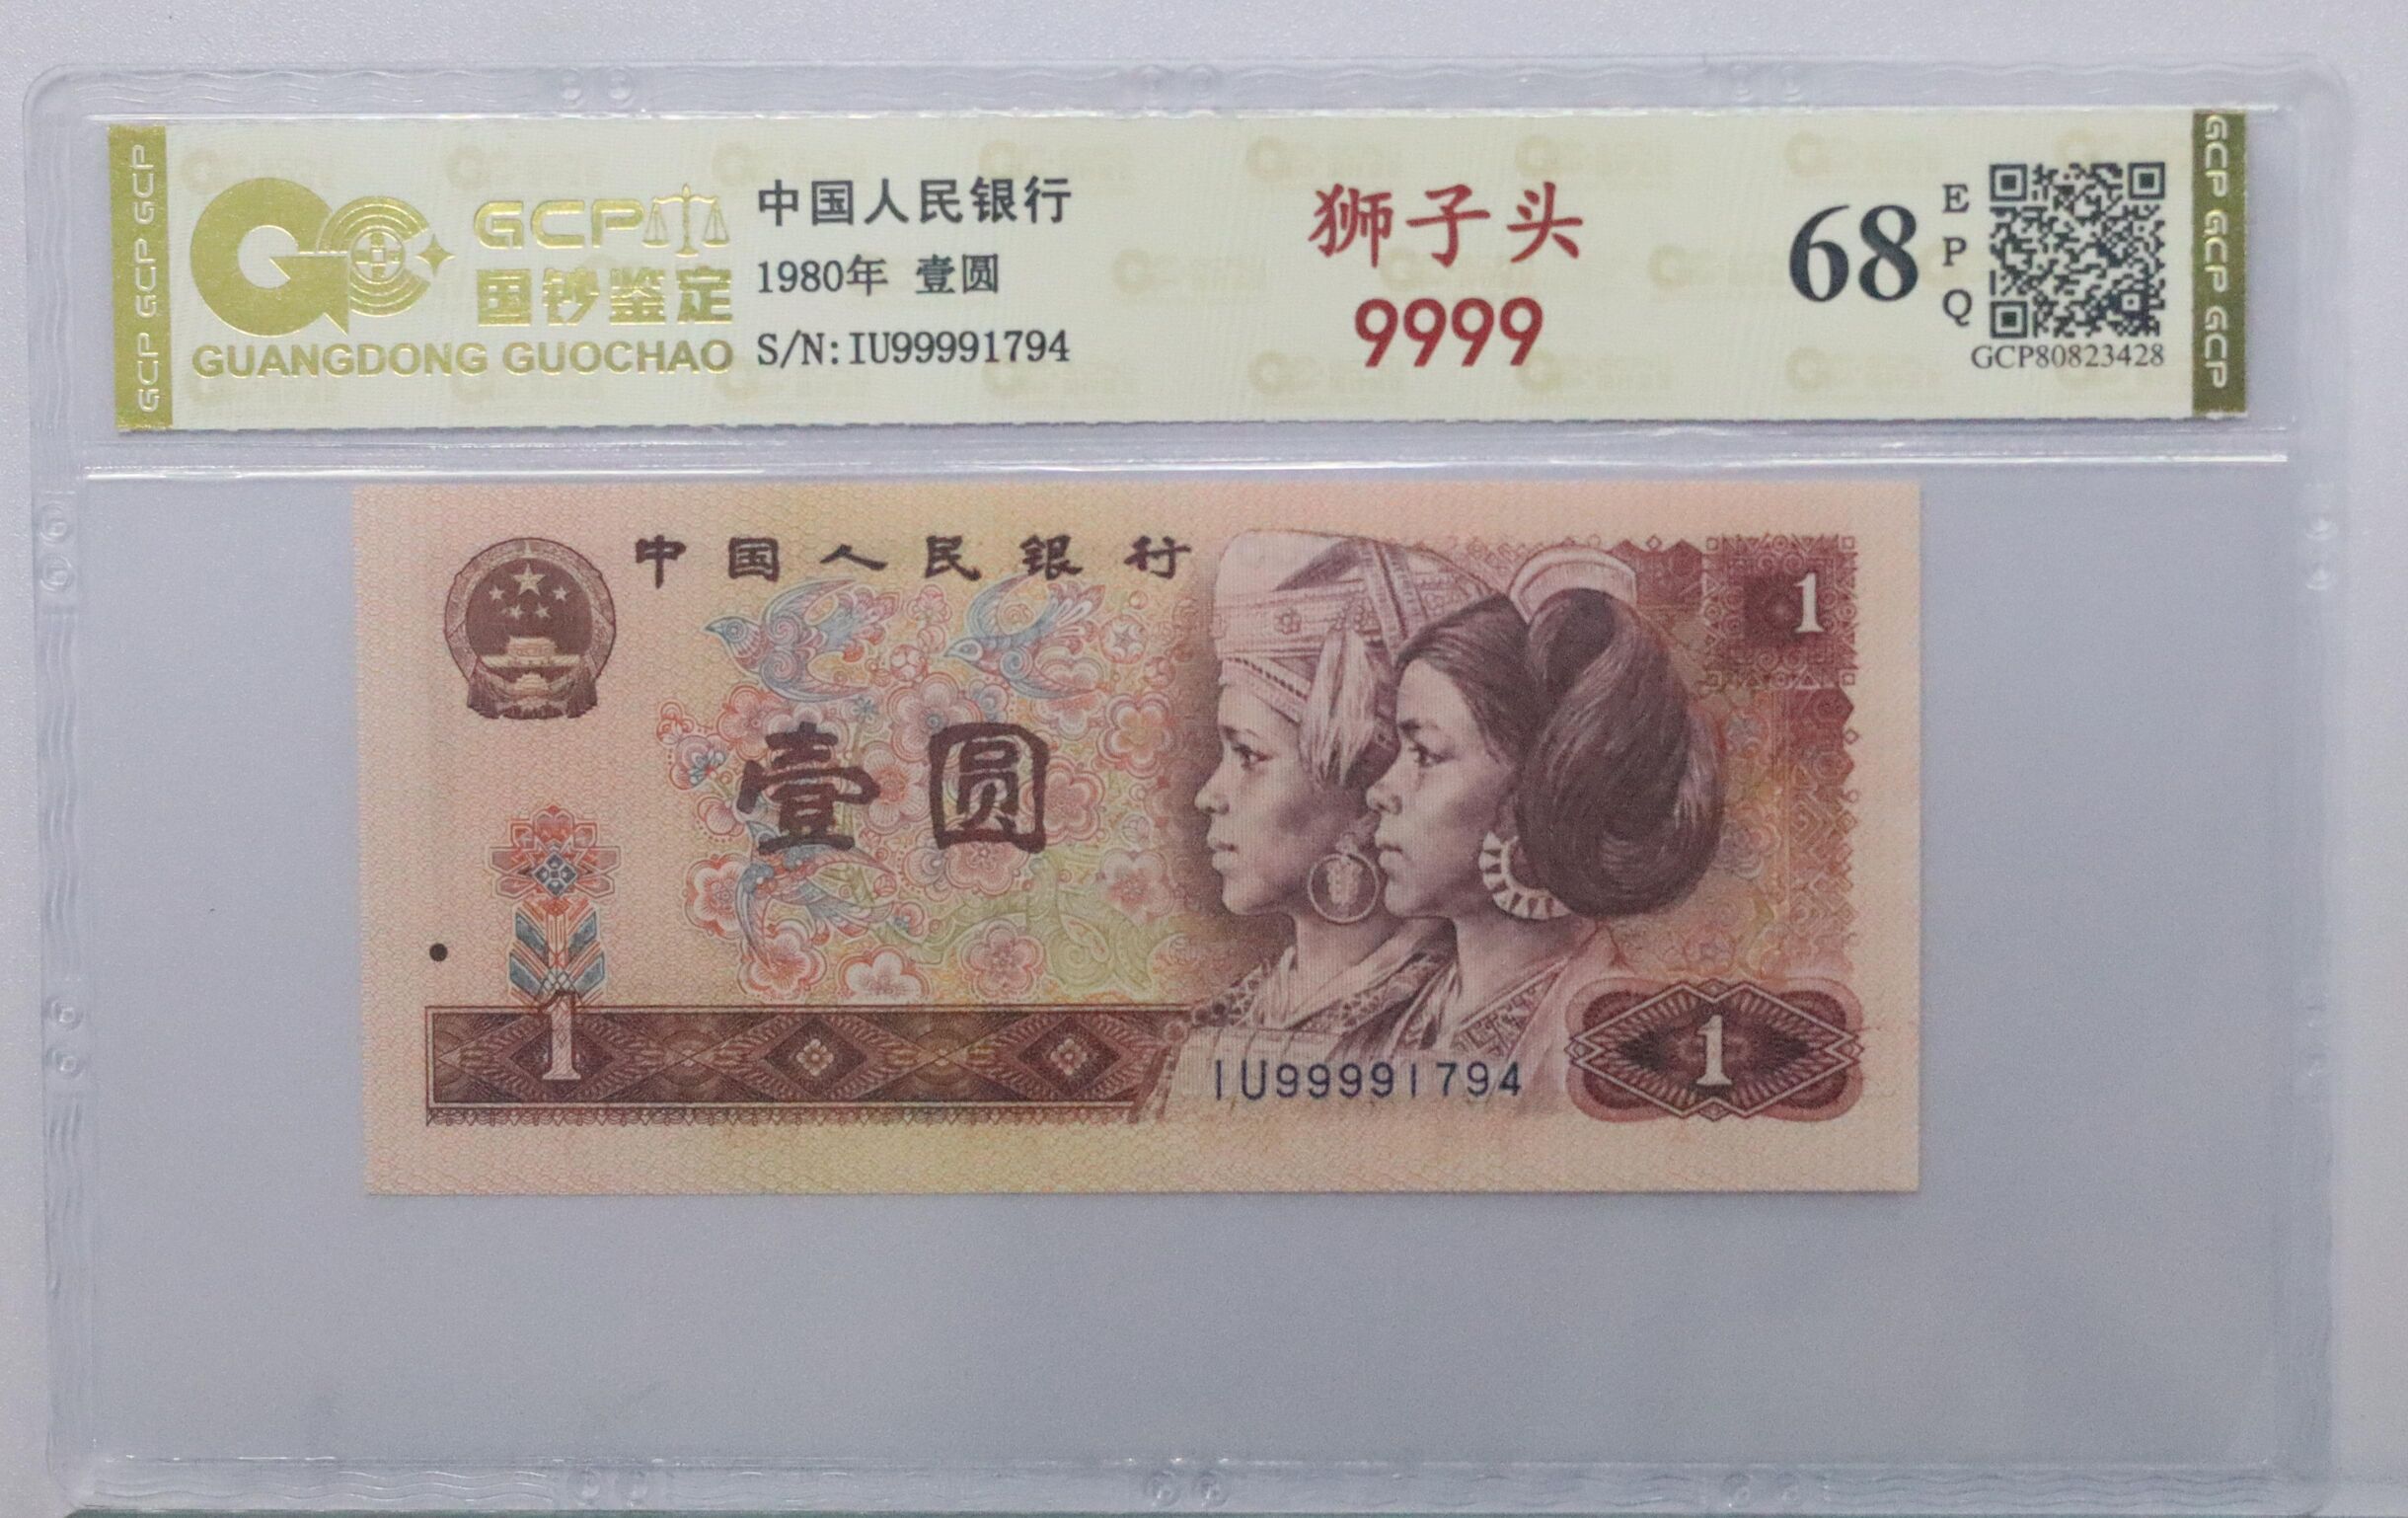 GCP GCP GCP
GCP
国钞鉴定
GUANGDONG GUOCHAO
中国人民银行
1980年 壹圆
S/N:IU99991794
狮子头
9999
68
E
P
Q
GCP80823428
GCP GCP GCP
中国人民银行
1
壹圆
1
IU99991794
1